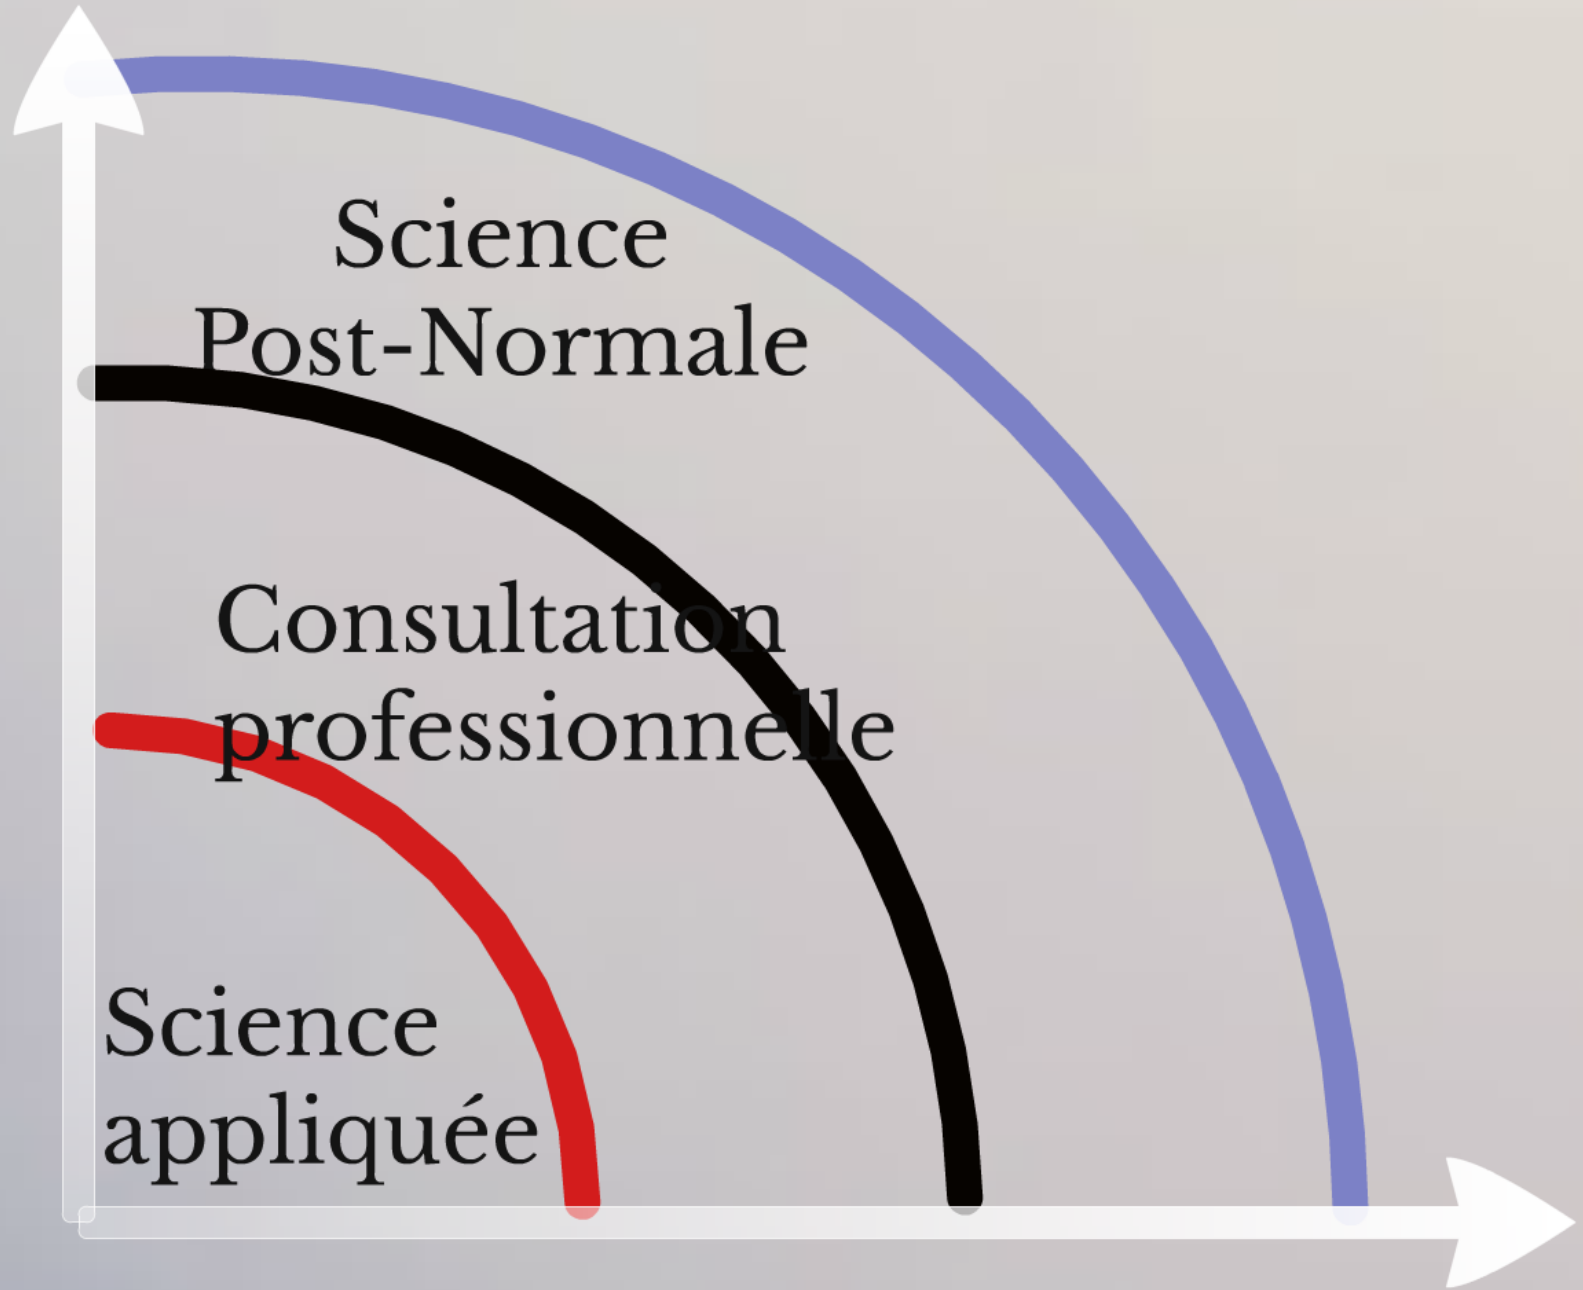 Science
Post-Normale
Consultation
professionnelle
Science
appliquée